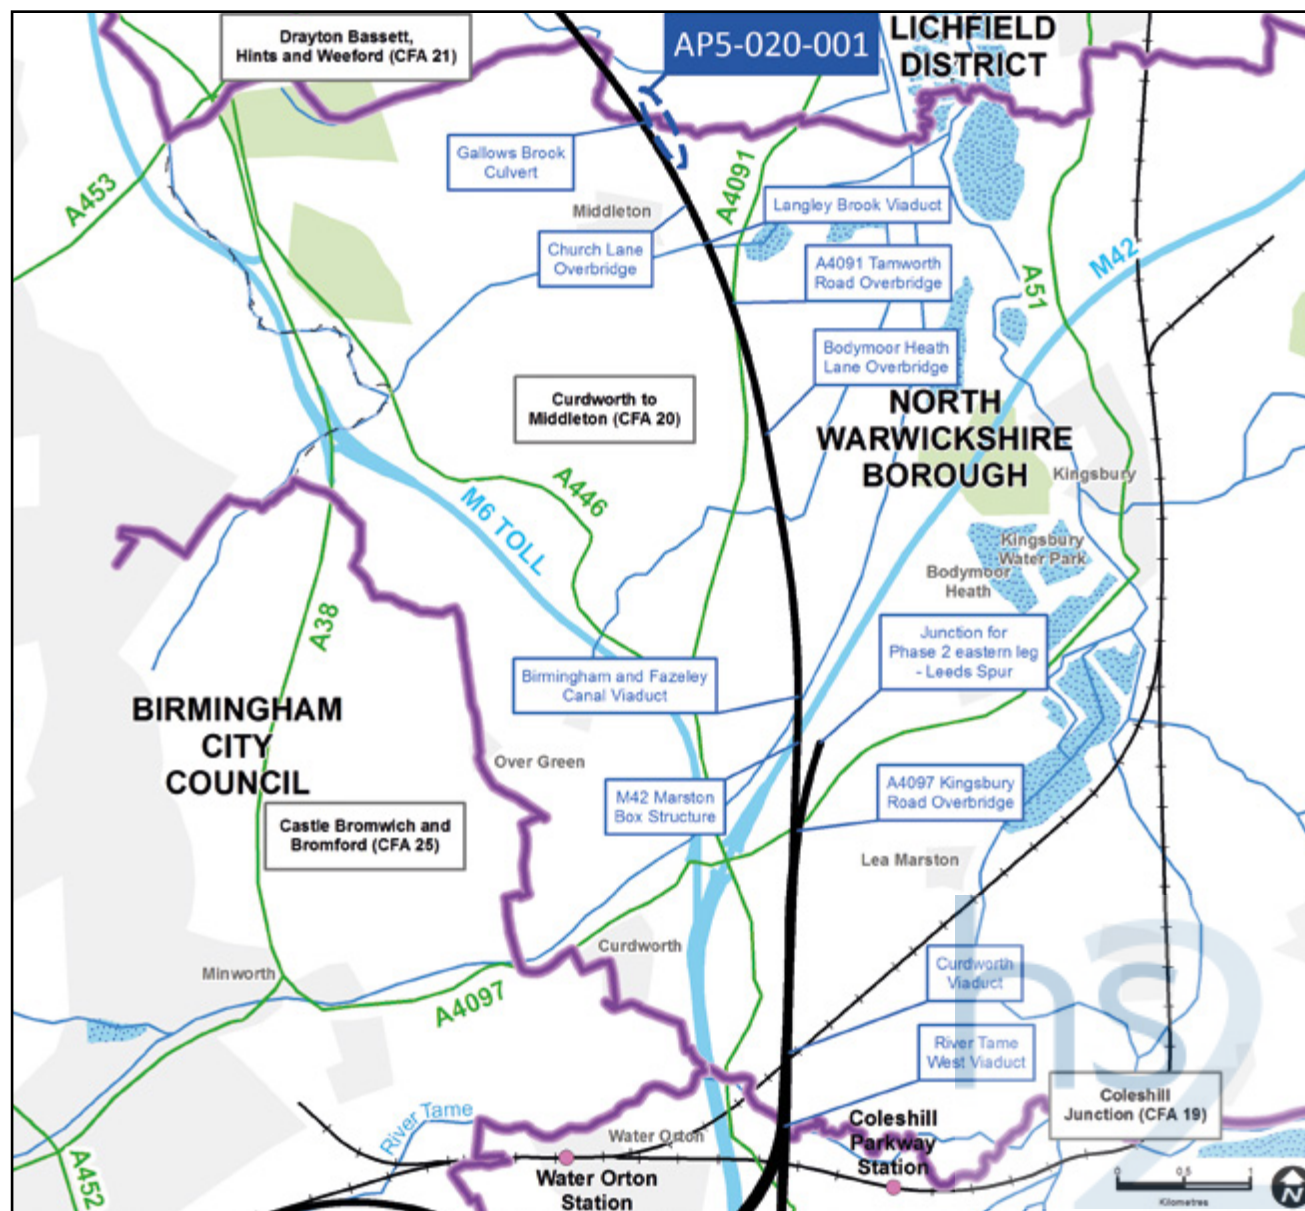 Drayton Bassett,
Hints and Weeford (CFA 21)
AP5-020-001
LICHFIELD
DISTRICT
Gallows Brook
Culvert
A453
A4091
Middleton
Langley Brook Viaduct
Church Lane
Overbridge
A4091 Tamworth
Road Overbridge
A51
M42
Bodymoor Heath
Lane Overbridge
Curdworth to
Middleton (CFA 20)
NORTH
WARWICKSHIRE
BOROUGH
Kingsbury
A446
M6 TOLL
Kingsbury
Water Park
Bodymoor
Heath
A38
Junction for
Phase 2 eastern leg
- Leeds Spur
Birmingham and Fazeley
Canal Viaduct
BIRMINGHAM
CITY
COUNCIL
Over Green
M42 Marston
Box Structure
A4097 Kingsbury
Road Overbridge
Castle Bromwich and
Bromford (CFA 25)
Lea Marston
Curdworth
Minworth
A4097
Curdworth
Viaduct
hs2
River Tame
West Viaduct
River Tame
Water Orton
Coleshill
Parkway
Station
Coleshill
Junction (CFA 19)
A452
Water Orton
Station
0 0.5 1
Kilometres
N